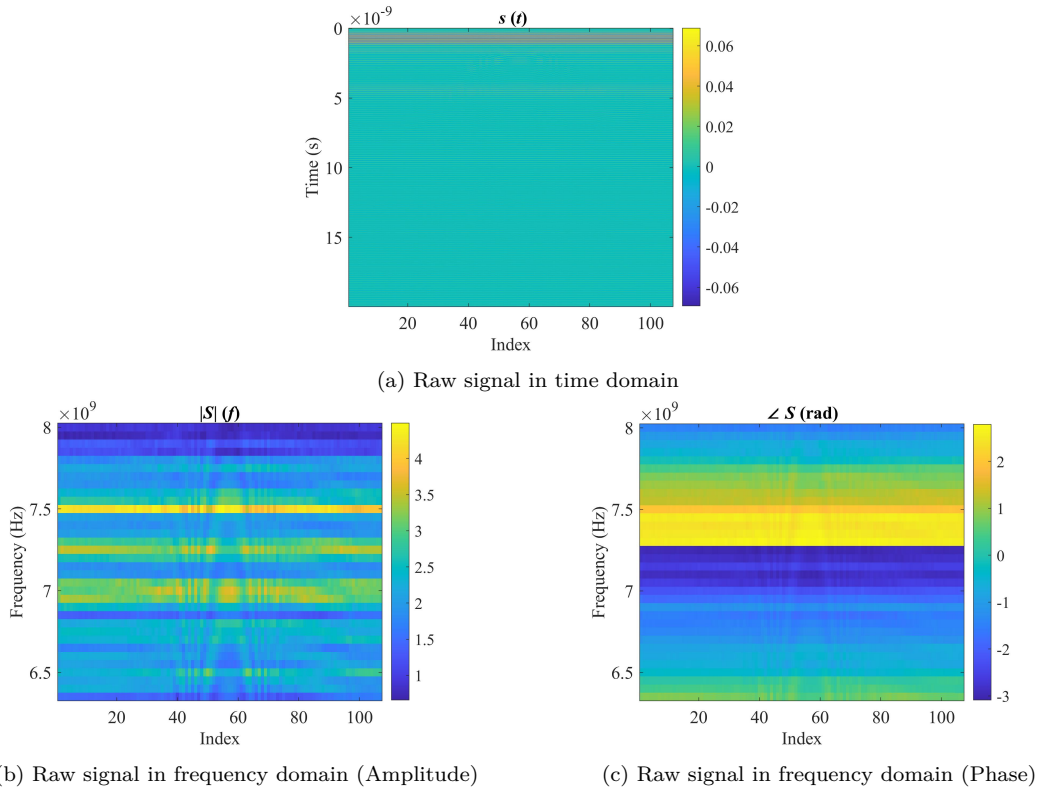 ×10⁻⁹
s (t)
0
5
10
15
Time (s)
20 40 60 80 100
Index
0.06
0.04
0.02
0
-0.02
-0.04
-0.06
(a) Raw signal in time domain
×10⁹
|S| (f)
8
7.5
7
6.5
Frequency (Hz)
20 40 60 80 100
Index
4
3.5
3
2.5
2
1.5
1
(b) Raw signal in frequency domain (Amplitude)
×10⁹
∠ S (rad)
8
7.5
7
6.5
Frequency (Hz)
20 40 60 80 100
Index
2
1
0
-1
-2
-3
(c) Raw signal in frequency domain (Phase)